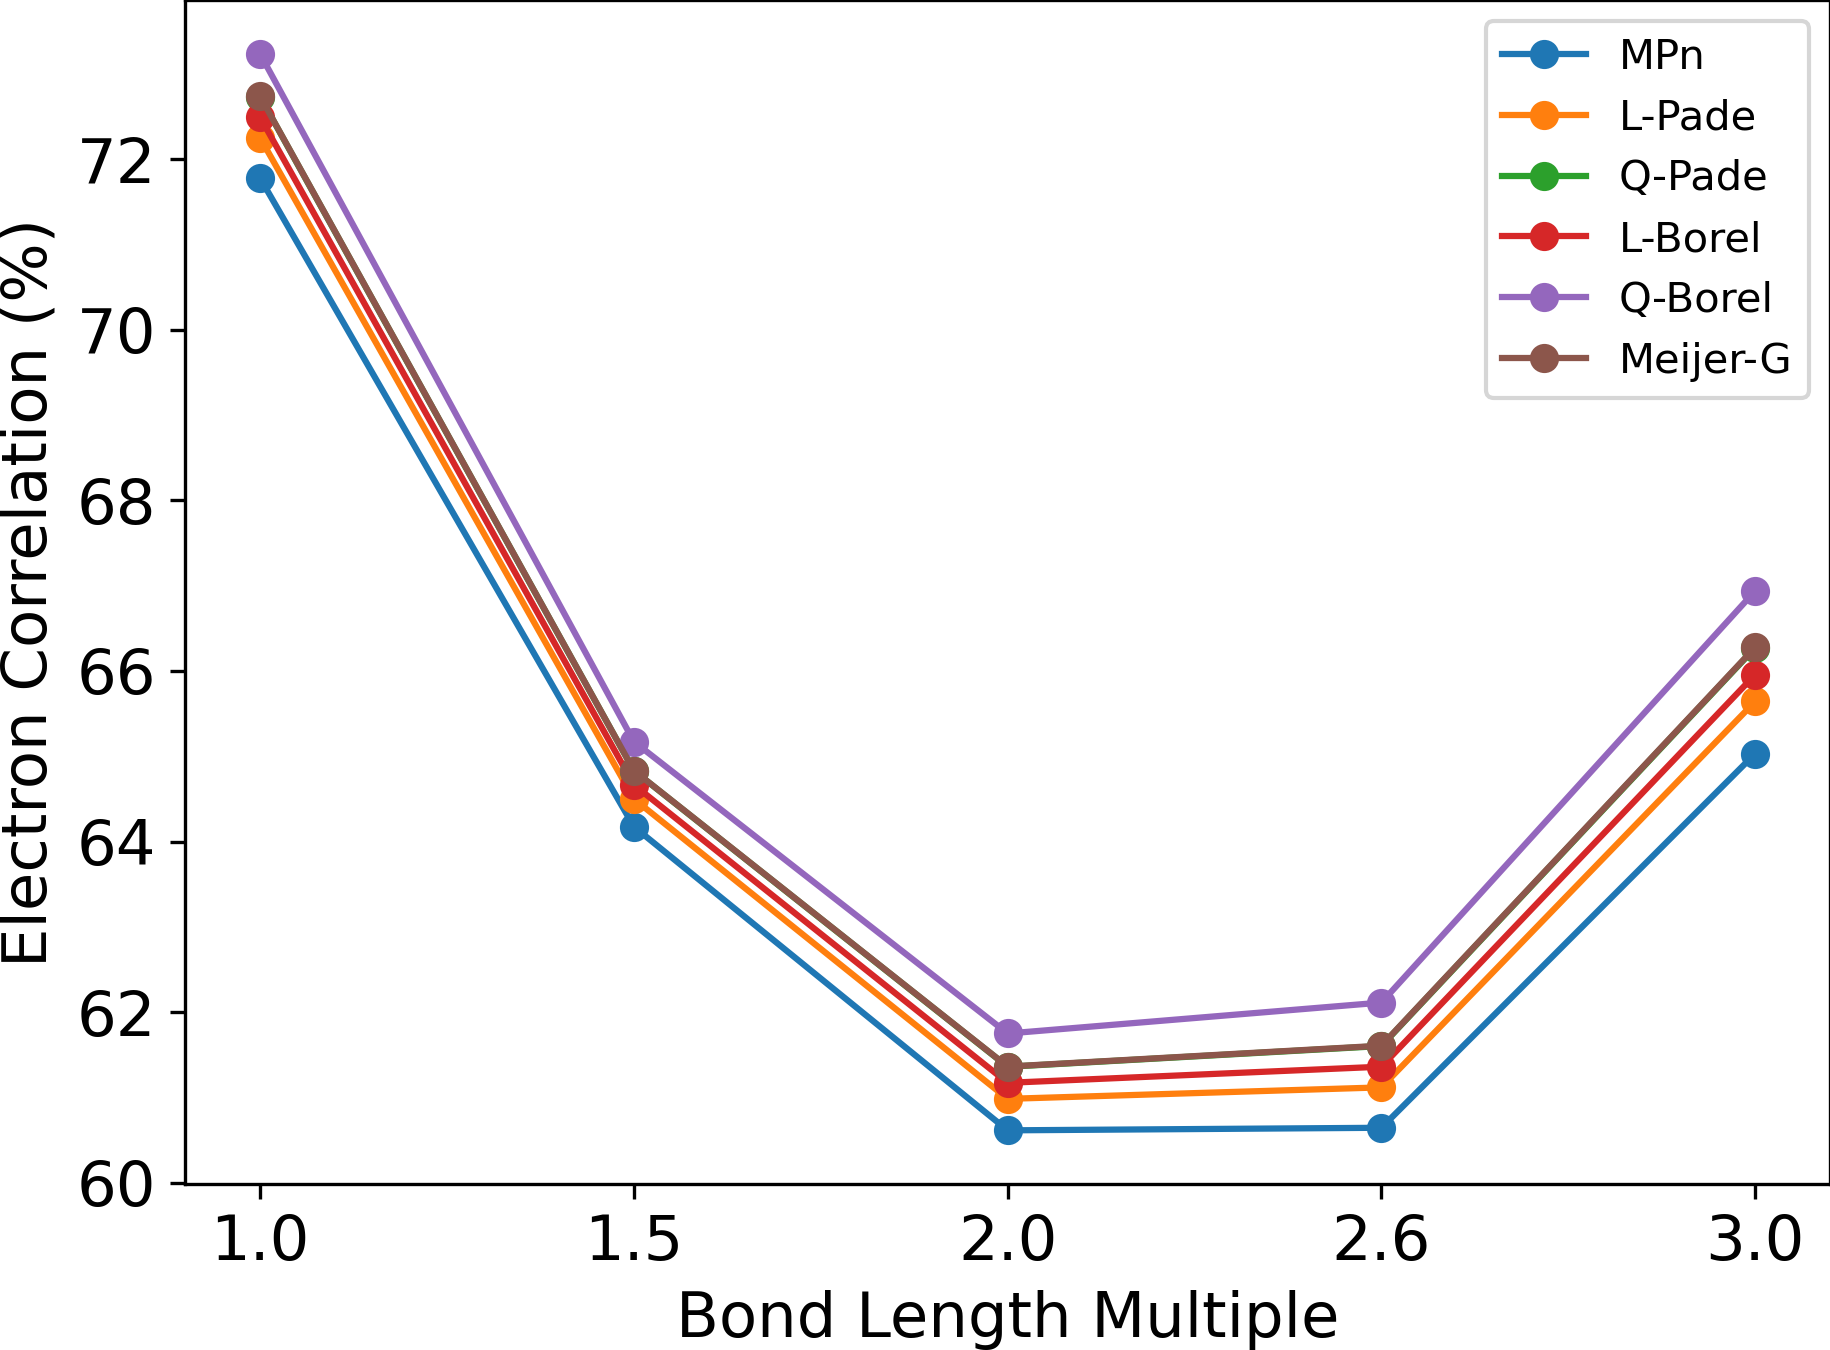 MPn
L-Pade
Q-Pade
L-Borel
Q-Borel
Meijer-G
Electron Correlation (%)
72
70
68
66
64
62
60
1.0 1.5 2.0 2.6 3.0
Bond Length Multiple